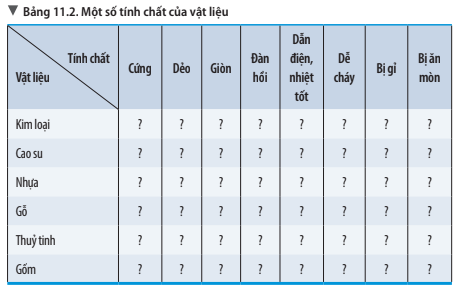 ▼ Bảng 11.2. Một số tính chất của vật liệu
Tính chất
Vật liệu
Cứng
Dẻo
Giòn
Đàn hồi
Dẫn điện, nhiệt tốt
Dễ cháy
Bị gỉ
Bị ăn mòn
Kim loại ? ? ? ? ? ? ? ?
Cao su ? ? ? ? ? ? ? ?
Nhựa ? ? ? ? ? ? ? ?
Gỗ ? ? ? ? ? ? ? ?
Thuỷ tinh ? ? ? ? ? ? ? ?
Gốm ? ? ? ? ? ? ? ?